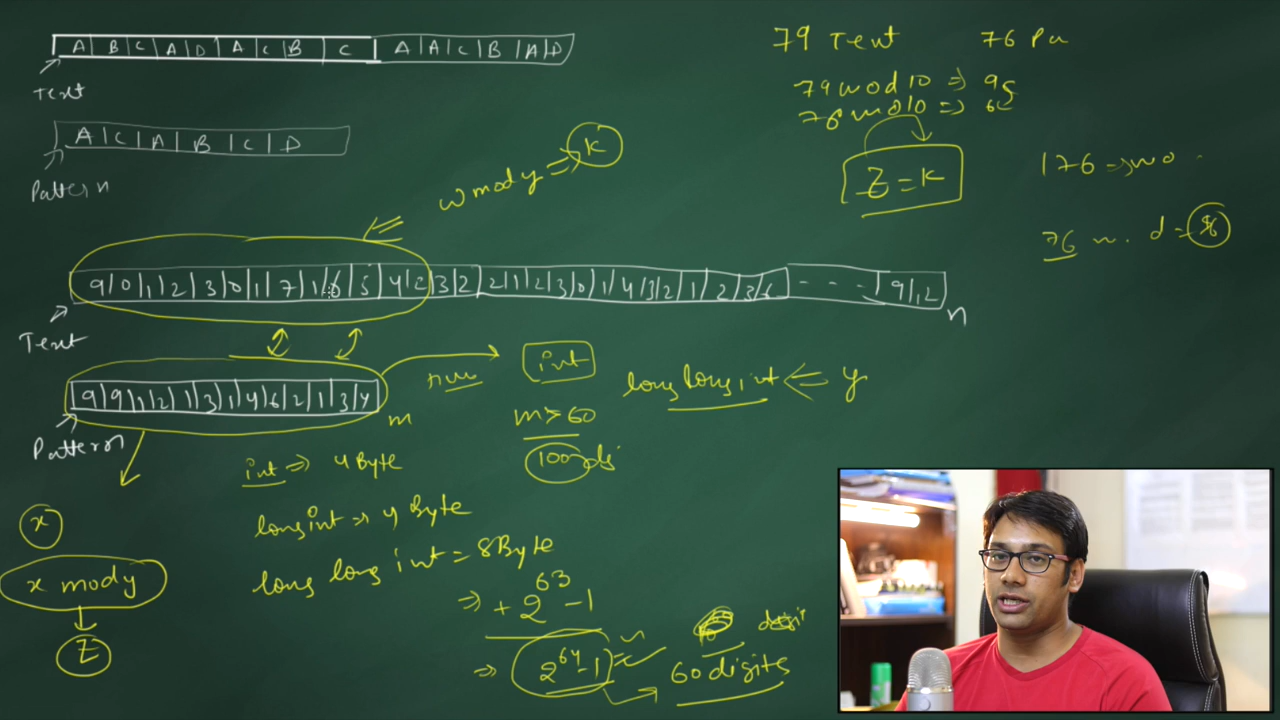 A | B | C | A | D | A | C | B | C | A | A | C | B | A | D
Text
A | C | A | B | C | D
Pattern
79 Text 76 Pa
79 mod 10 => 9
76 mod 10 => 6
Z = K
176 => mo
76 m. d =
w mod y => K
9 | 0 | 1 | 2 | 3 | 0 | 1 | 7 | 1 | 6 | 5 | 4 | 2 | 3 | 2 | 2 | 1 | 2 | 3 | 0 | 1 | 4 | 3 | 2 | 1 | 2 | 3 | 6 | - - - | 9 | 12
n
Text
9 | 9 | 1 | 2 | 1 | 3 | 1 | 4 | 6 | 2 | 1 | 3 | 4
m
Pattern
num
int
long long int <= y
m > 60
100
int => 4 Byte
long int => 4 Byte
long long int = 8 Byte
=> + 2^63 - 1
=> 2^64 - 1
60 digits
x
x mod y
Z